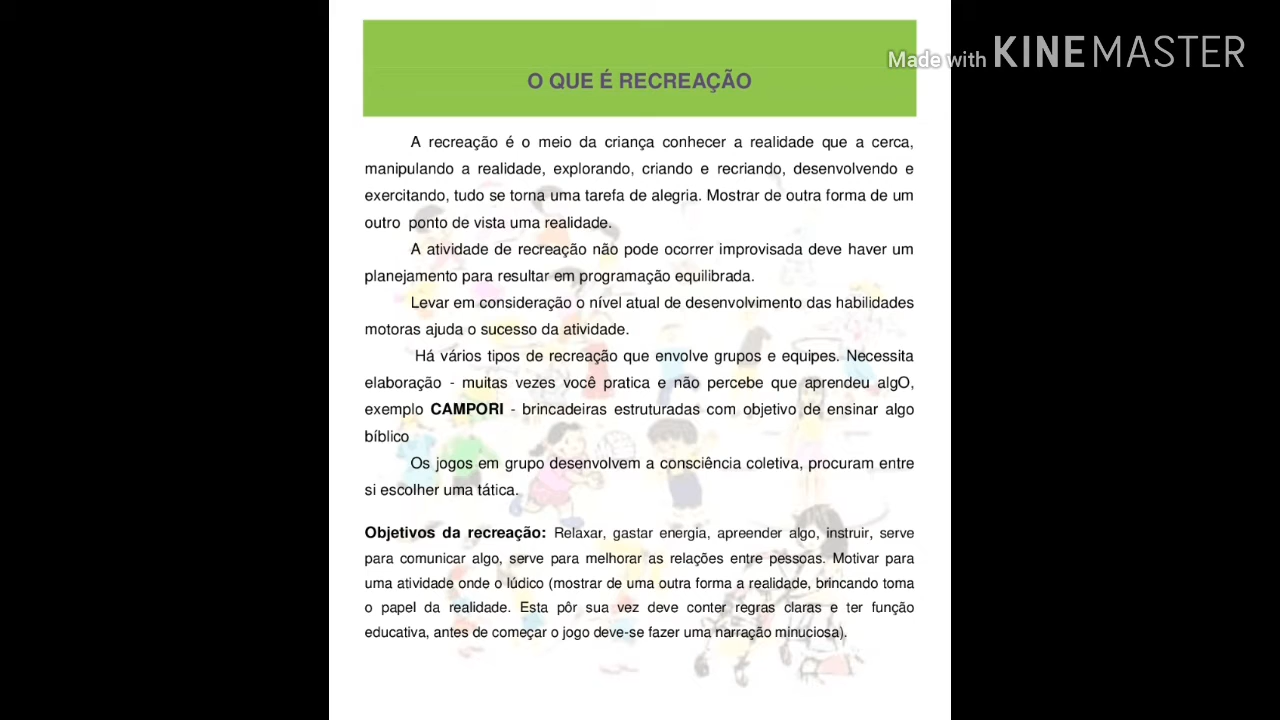 Made with KINEMASTER
O QUE É RECREAÇÃO
A recreação é o meio da criança conhecer a realidade que a cerca,
manipulando a realidade, explorando, criando e recriando, desenvolvendo e
exercitando, tudo se torna uma tarefa de alegria. Mostrar de outra forma de um
outro ponto de vista uma realidade.
A atividade de recreação não pode ocorrer improvisada deve haver um
planejamento para resultar em programação equilibrada.
Levar em consideração o nível atual de desenvolvimento das habilidades
motoras ajuda o sucesso da atividade.
Há vários tipos de recreação que envolve grupos e equipes. Necessita
elaboração - muitas vezes você pratica e não percebe que aprendeu algO,
exemplo CAMPORI - brincadeiras estruturadas com objetivo de ensinar algo
bíblico
Os jogos em grupo desenvolvem a consciência coletiva, procuram entre
si escolher uma tática.
Objetivos da recreação: Relaxar, gastar energia, apreender algo, instruir, serve
para comunicar algo, serve para melhorar as relações entre pessoas. Motivar para
uma atividade onde o lúdico (mostrar de uma outra forma a realidade, brincando toma
o papel da realidade. Esta pôr sua vez deve conter regras claras e ter função
educativa, antes de começar o jogo deve-se fazer uma narração minuciosa).